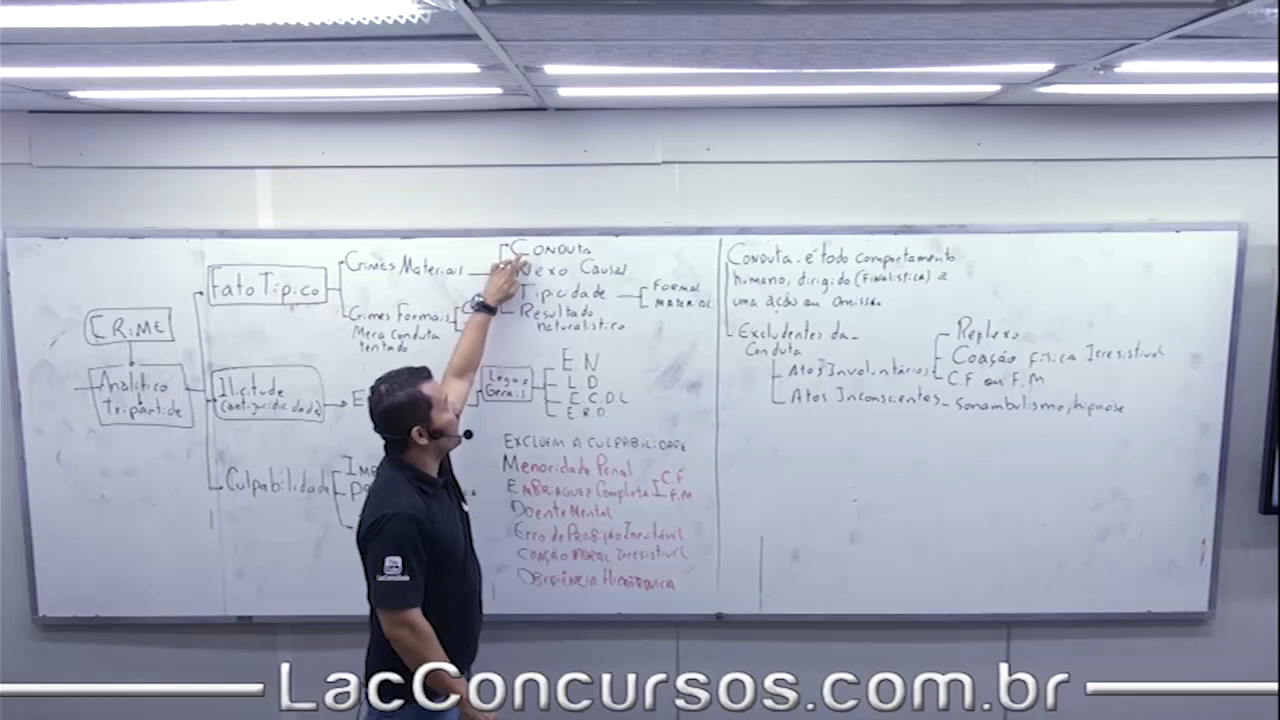 CRIME
Analítico
Tripartide
Fato Típico
Ilicitude
(antijuridicidade)
Culpabilidade
Crimes Materiais
Crimes Formais
Mera conduta
tentado
Conduta
Nexo Causal
Tipicidade
Formal
Material
Resultado
naturalístico
Legais
Gerais
E.N
L.D
E.C.D.L
E.R.D.
EXCLUEM A CULPABILIDADE
Menoridade Penal
EMBRIAGUEZ Completa
C.F
F.M
Doente Mental
Erro de Proibição Inevitável
COAÇÃO MORAL Irresistível
OBEDIÊNCIA HIERÁRQUICA
Conduta - é todo comportamento
humano, dirigido (Finalística) a
uma ação ou omissão
Excludentes da
Conduta
Atos Involuntários
Reflexo
Coação física Irresistível
C.F ou F.M
Atos Inconscientes - sonambulismo, hipnose
LacConcursos
LacConcursos.com.br